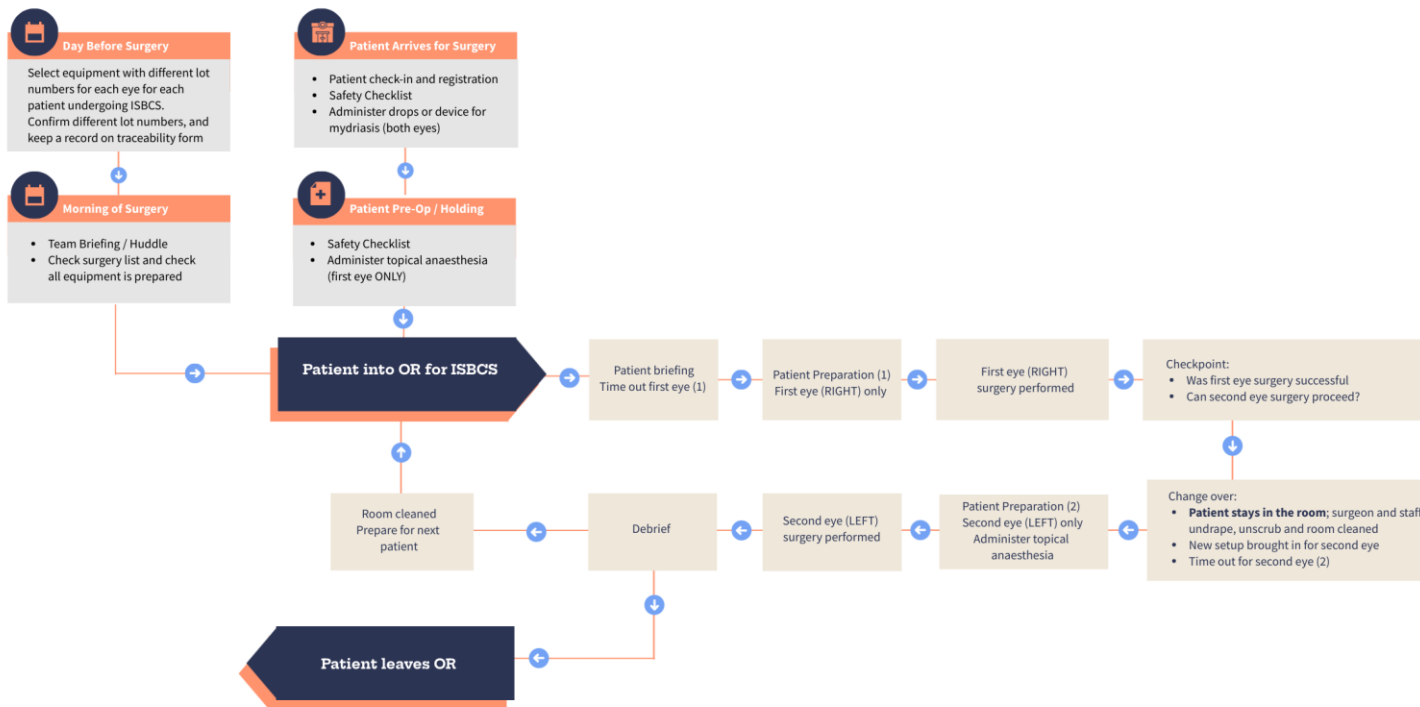 Day Before Surgery
Select equipment with different lot
numbers for each eye for each
patient undergoing ISBCS.
Confirm different lot numbers, and
keep a record on traceability form
Morning of Surgery
• Team Briefing / Huddle
• Check surgery list and check
all equipment is prepared
Patient Arrives for Surgery
• Patient check-in and registration
• Safety Checklist
• Administer drops or device for
mydriasis (both eyes)
Patient Pre-Op / Holding
• Safety Checklist
• Administer topical anaesthesia
(first eye ONLY)
Patient into OR for ISBCS
Patient briefing
Time out first eye (1)
Patient Preparation (1)
First eye (RIGHT) only
First eye (RIGHT)
surgery performed
Checkpoint:
• Was first eye surgery successful
• Can second eye surgery proceed?
Change over:
• Patient stays in the room; surgeon and staff
undrape, unscrub and room cleaned
• New setup brought in for second eye
• Time out for second eye (2)
Patient Preparation (2)
Second eye (LEFT) only
Administer topical
anaesthesia
Second eye (LEFT)
surgery performed
Debrief
Room cleaned
Prepare for next
patient
Patient leaves OR